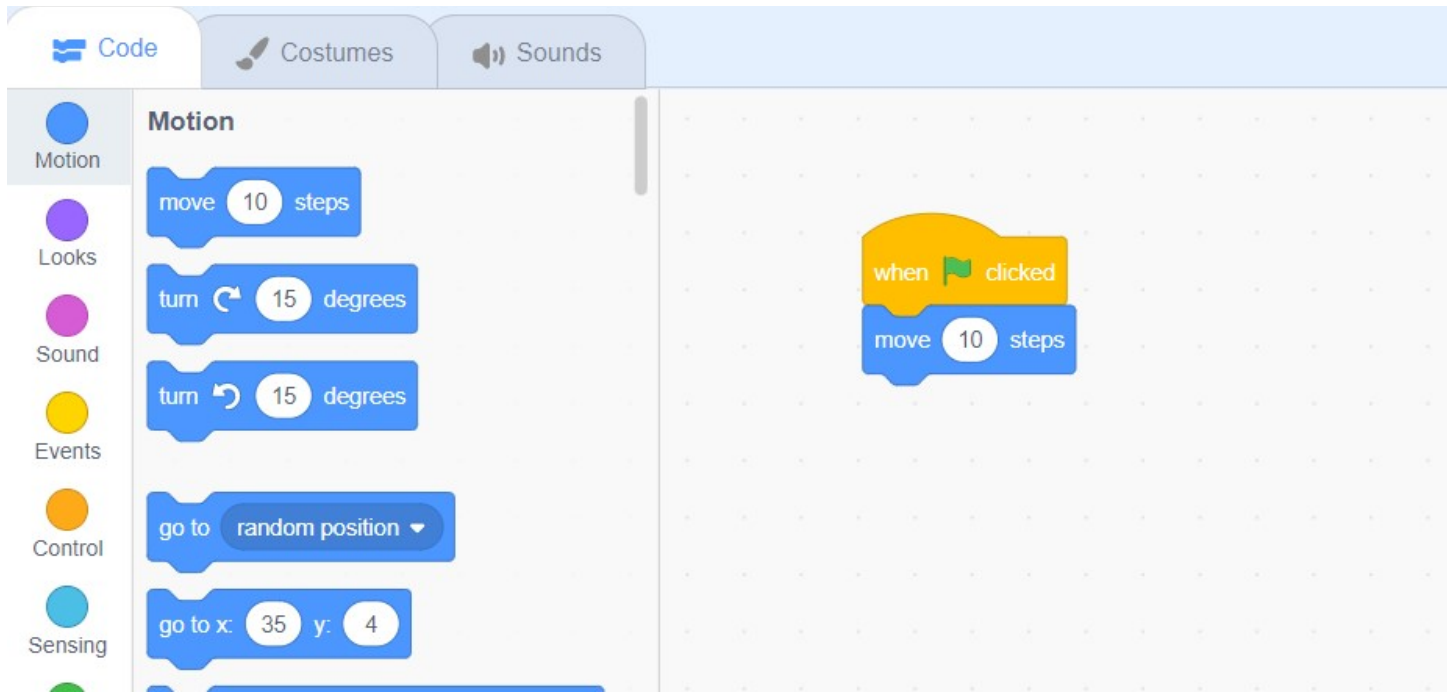 Code
Costumes
Sounds
Motion
Looks
Sound
Events
Control
Sensing
Motion
move 10 steps
turn 15 degrees
turn 15 degrees
go to random position
go to x: 35 y: 4
when clicked
move 10 steps